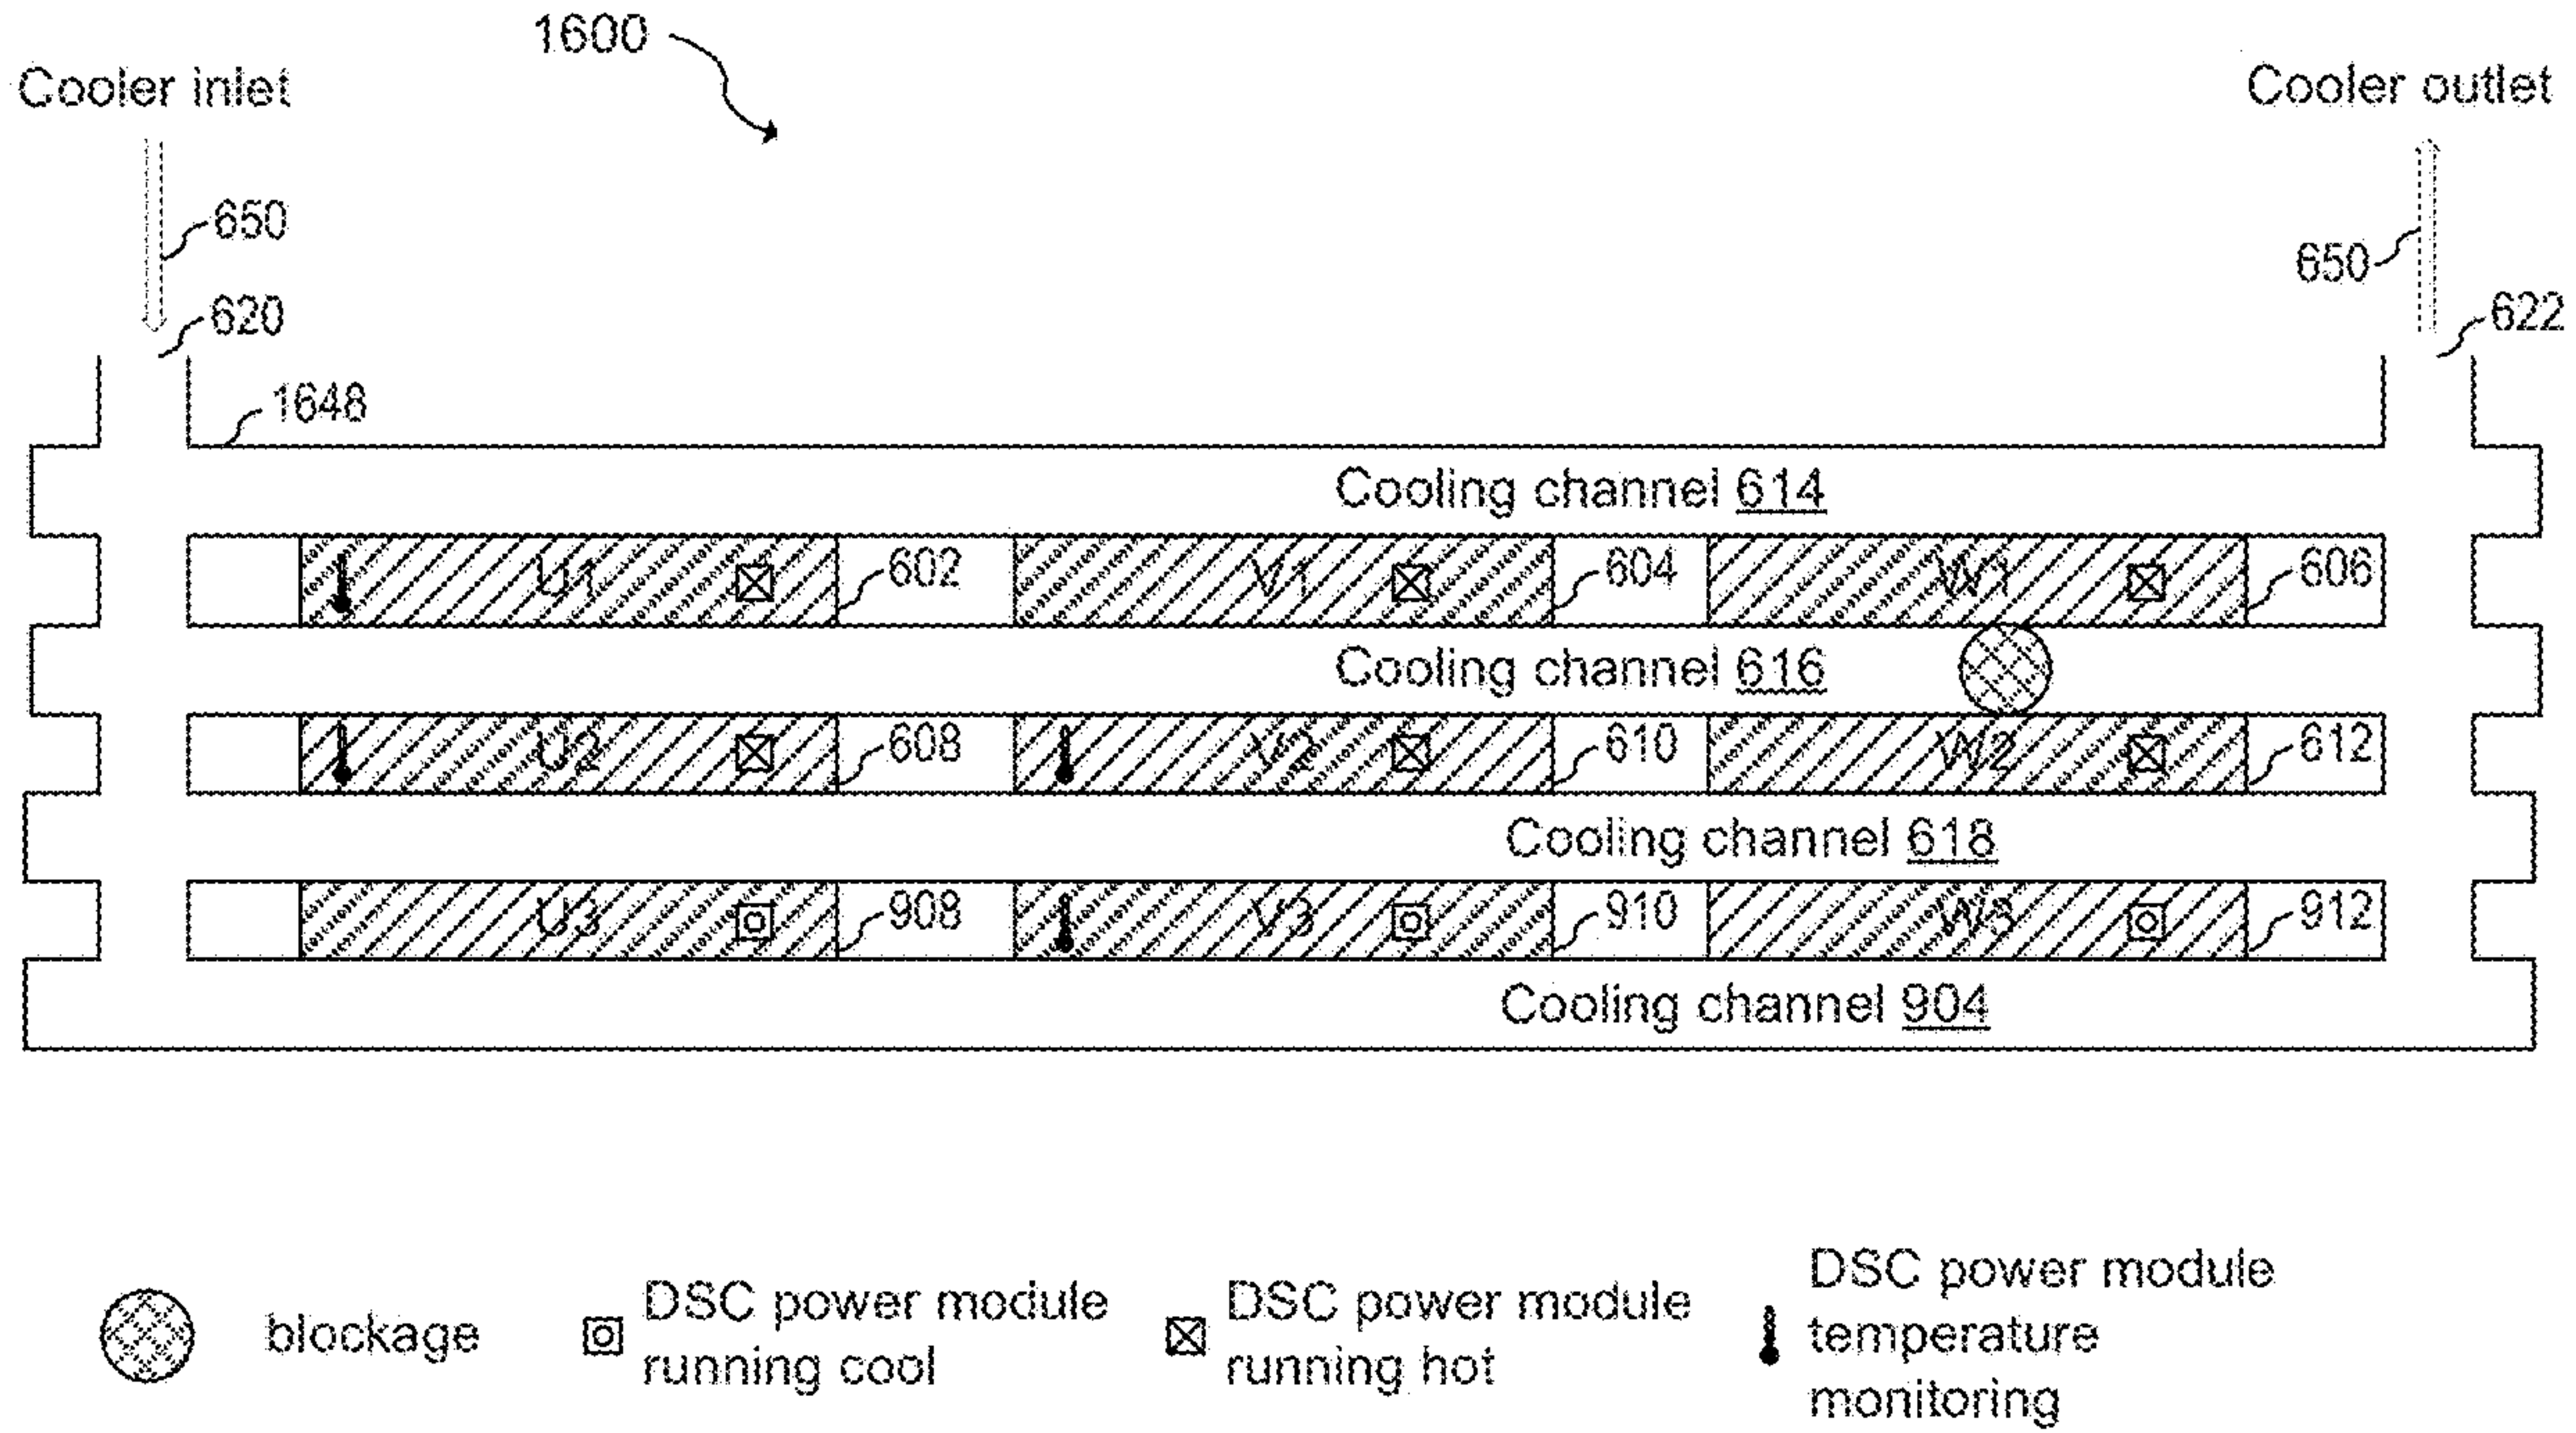 1600
Cooler inlet
Cooler outlet
650
650
620
622
1648
Cooling channel 614
U1 602 V1 604 W1 606
Cooling channel 616
U2 608 V2 610 W2 612
Cooling channel 618
U3 908 V3 910 W3 912
Cooling channel 904
blockage
DSC power module
running cool
DSC power module
running hot
DSC power module
temperature
monitoring